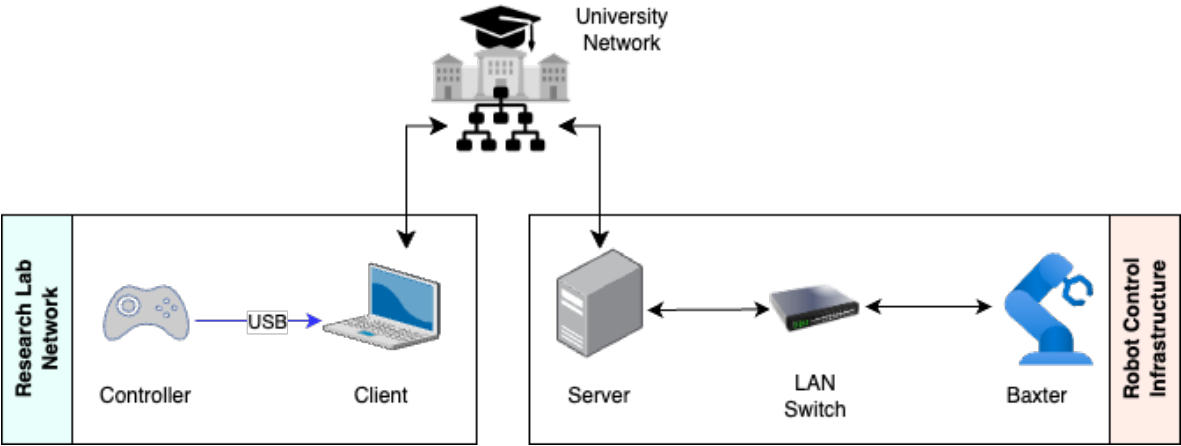 University
Network
Research Lab
Network
USB
Controller
Client
Server
LAN
Switch
Baxter
Robot Control
Infrastructure